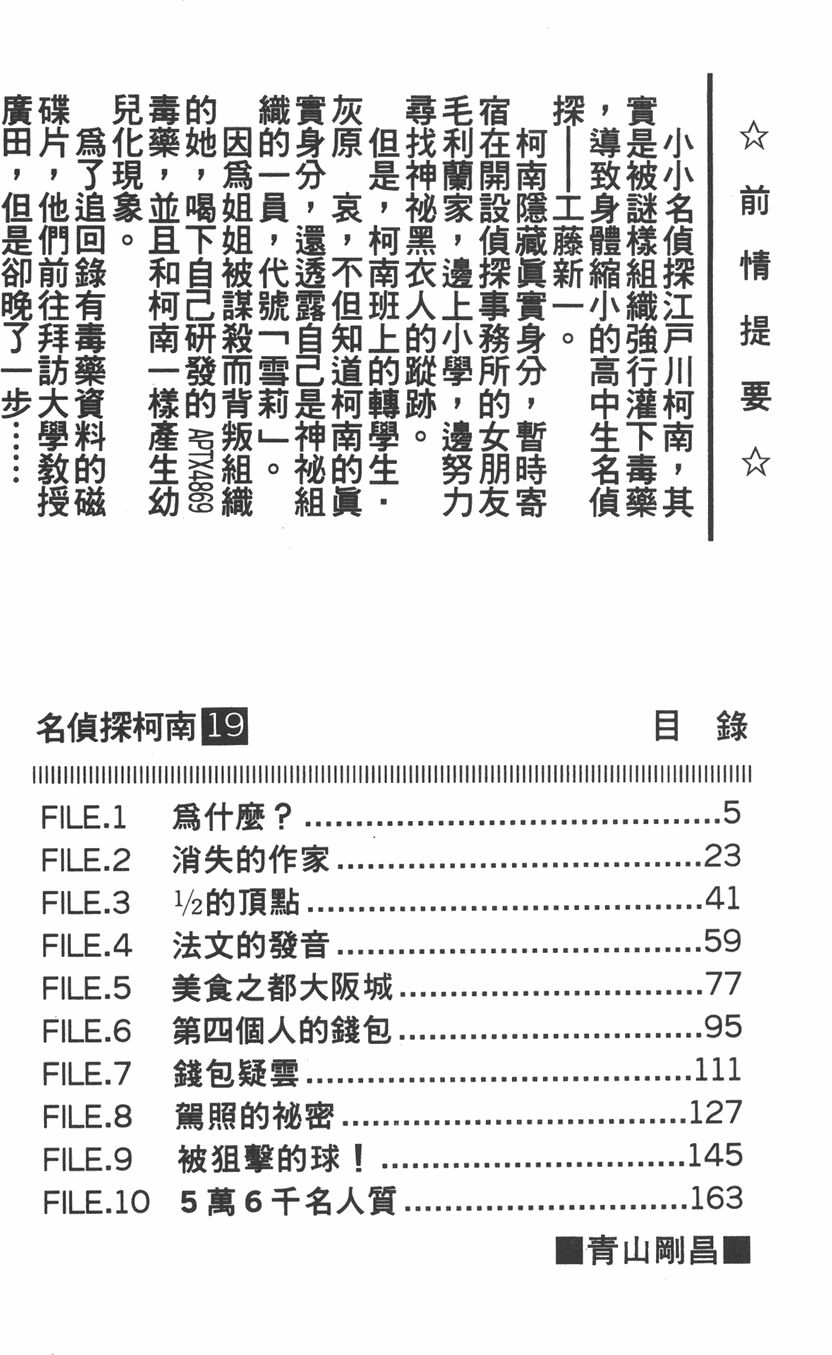 ☆前情提要☆
小小名偵探江戶川柯南，其
實是被謎樣組織強行灌下毒藥
，導致身體縮小的高中生名偵
探──工藤新一。
柯南隱藏眞實身分，暫時寄
宿在開設偵探事務所的女朋友
毛利蘭家，邊上小學，邊努力
尋找神祕黑衣人的蹤跡。
但是，柯南班上的轉學生．
灰原　哀，不但知道柯南的眞
實身分，還透露自己是神祕組
織的一員，代號「雪莉」。
因爲姐姐被謀殺而背叛組織
的她，喝下自己研發的APTX4869
毒藥，並且和柯南一樣產生幼
兒化現象。
爲了追回錄有毒藥資料的磁
碟片，他們前往拜訪大學教授
廣田，但是卻晚了一步……
名偵探柯南 19 目　錄
FILE.1 爲什麼？........................................5
FILE.2 消失的作家...................................23
FILE.3 ½的頂點......................................41
FILE.4 法文的發音...................................59
FILE.5 美食之都大阪城.............................77
FILE.6 第四個人的錢包.............................95
FILE.7 錢包疑雲.....................................111
FILE.8 駕照的祕密..................................127
FILE.9 被狙擊的球！..............................145
FILE.10 5萬6千名人質...........................163
■青山剛昌■